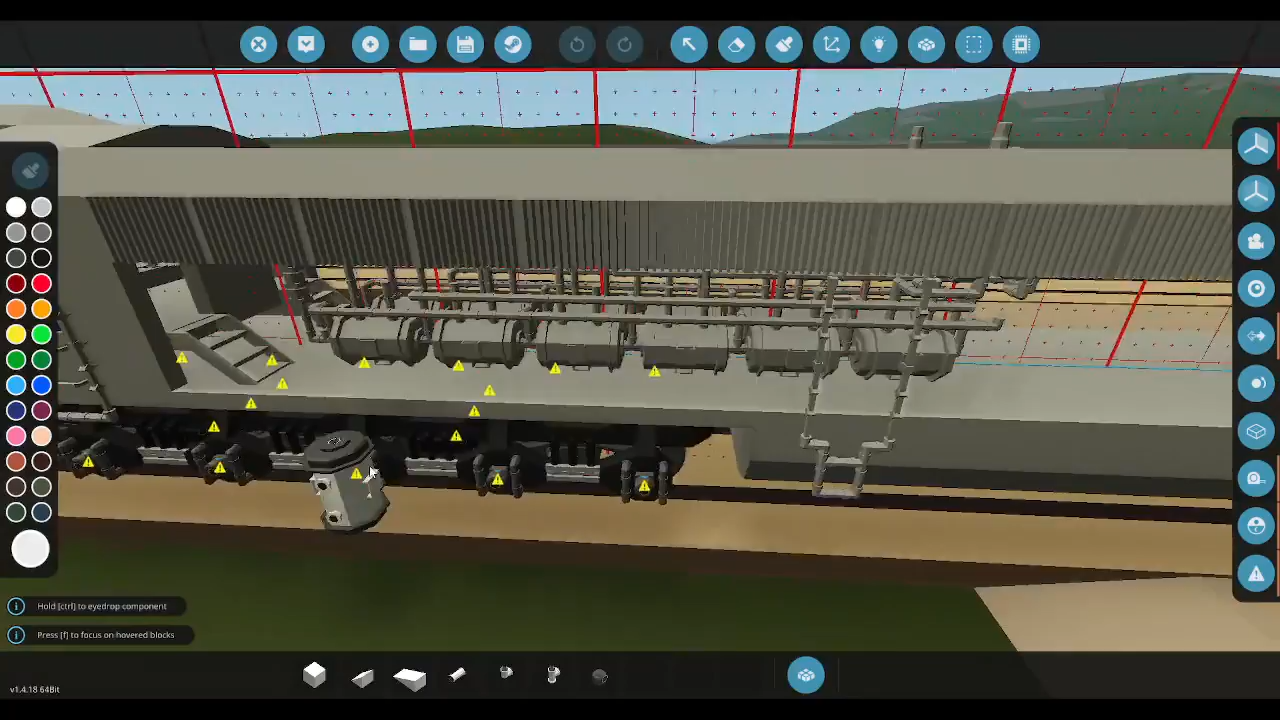 Hold [ctrl] to eyedrop component
Press [f] to focus on hovered blocks
v1.4.18 64Bit